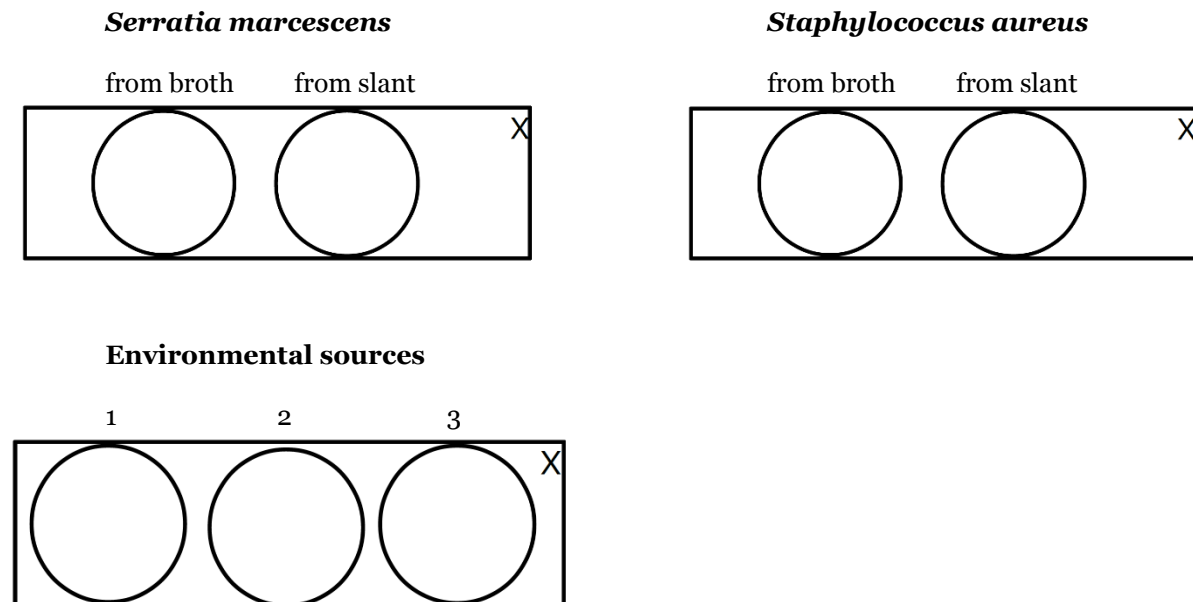 Serratia marcescens
from broth from slant
X
Staphylococcus aureus
from broth from slant
X
Environmental sources
1 2 3
X